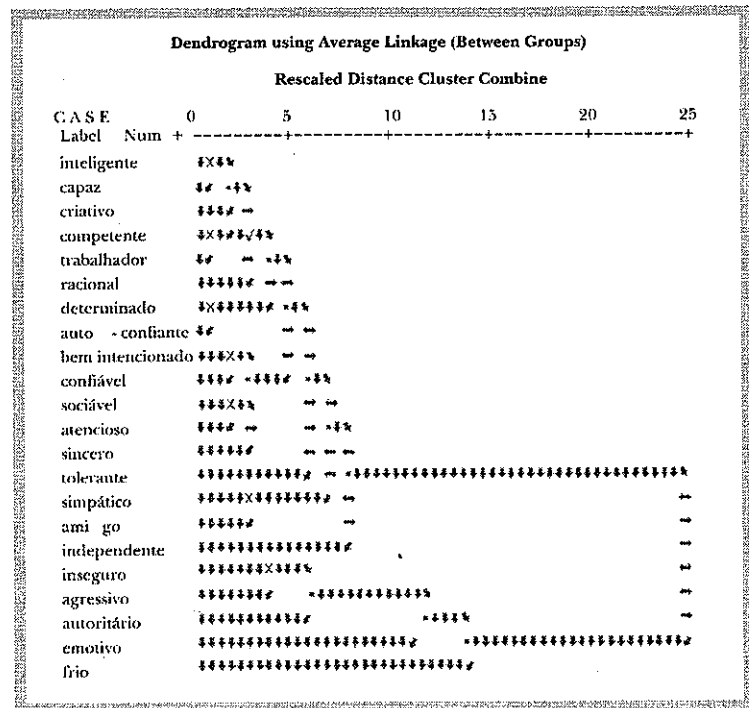 Dendrogram using Average Linkage (Between Groups)
Rescaled Distance Cluster Combine
C A S E 0 5 10 15 20 25
Label Num + ---------+---------+---------+---------+---------+
inteligente
capaz
criativo
competente
trabalhador
racional
determinado
auto - confiante
bem intencionado
confiável
sociável
atencioso
sincero
tolerante
simpático
ami go
independente
inseguro
agressivo
autoritário
emotivo
frio